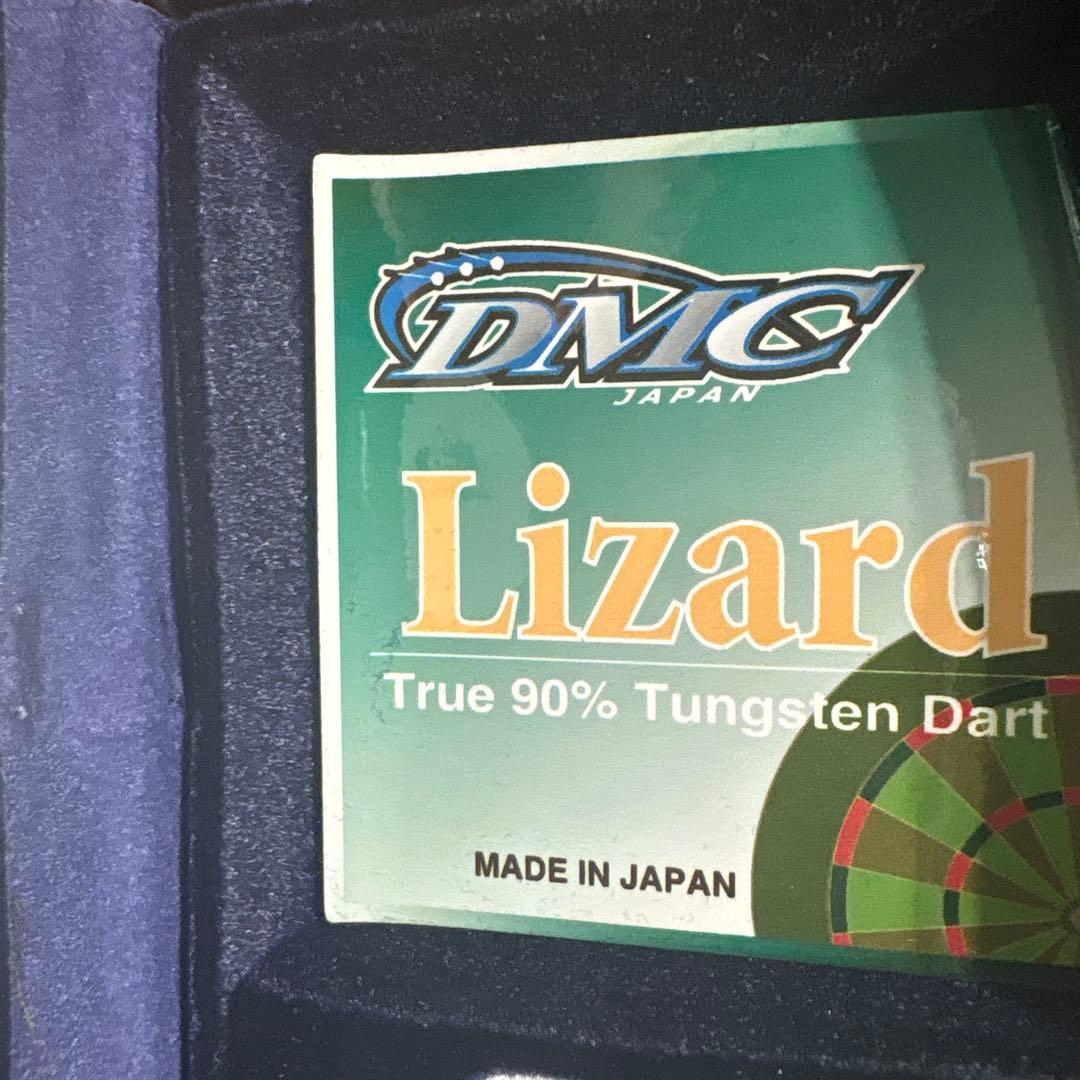 DMC
JAPAN
Lizard
True 90% Tungsten Dart
MADE IN JAPAN